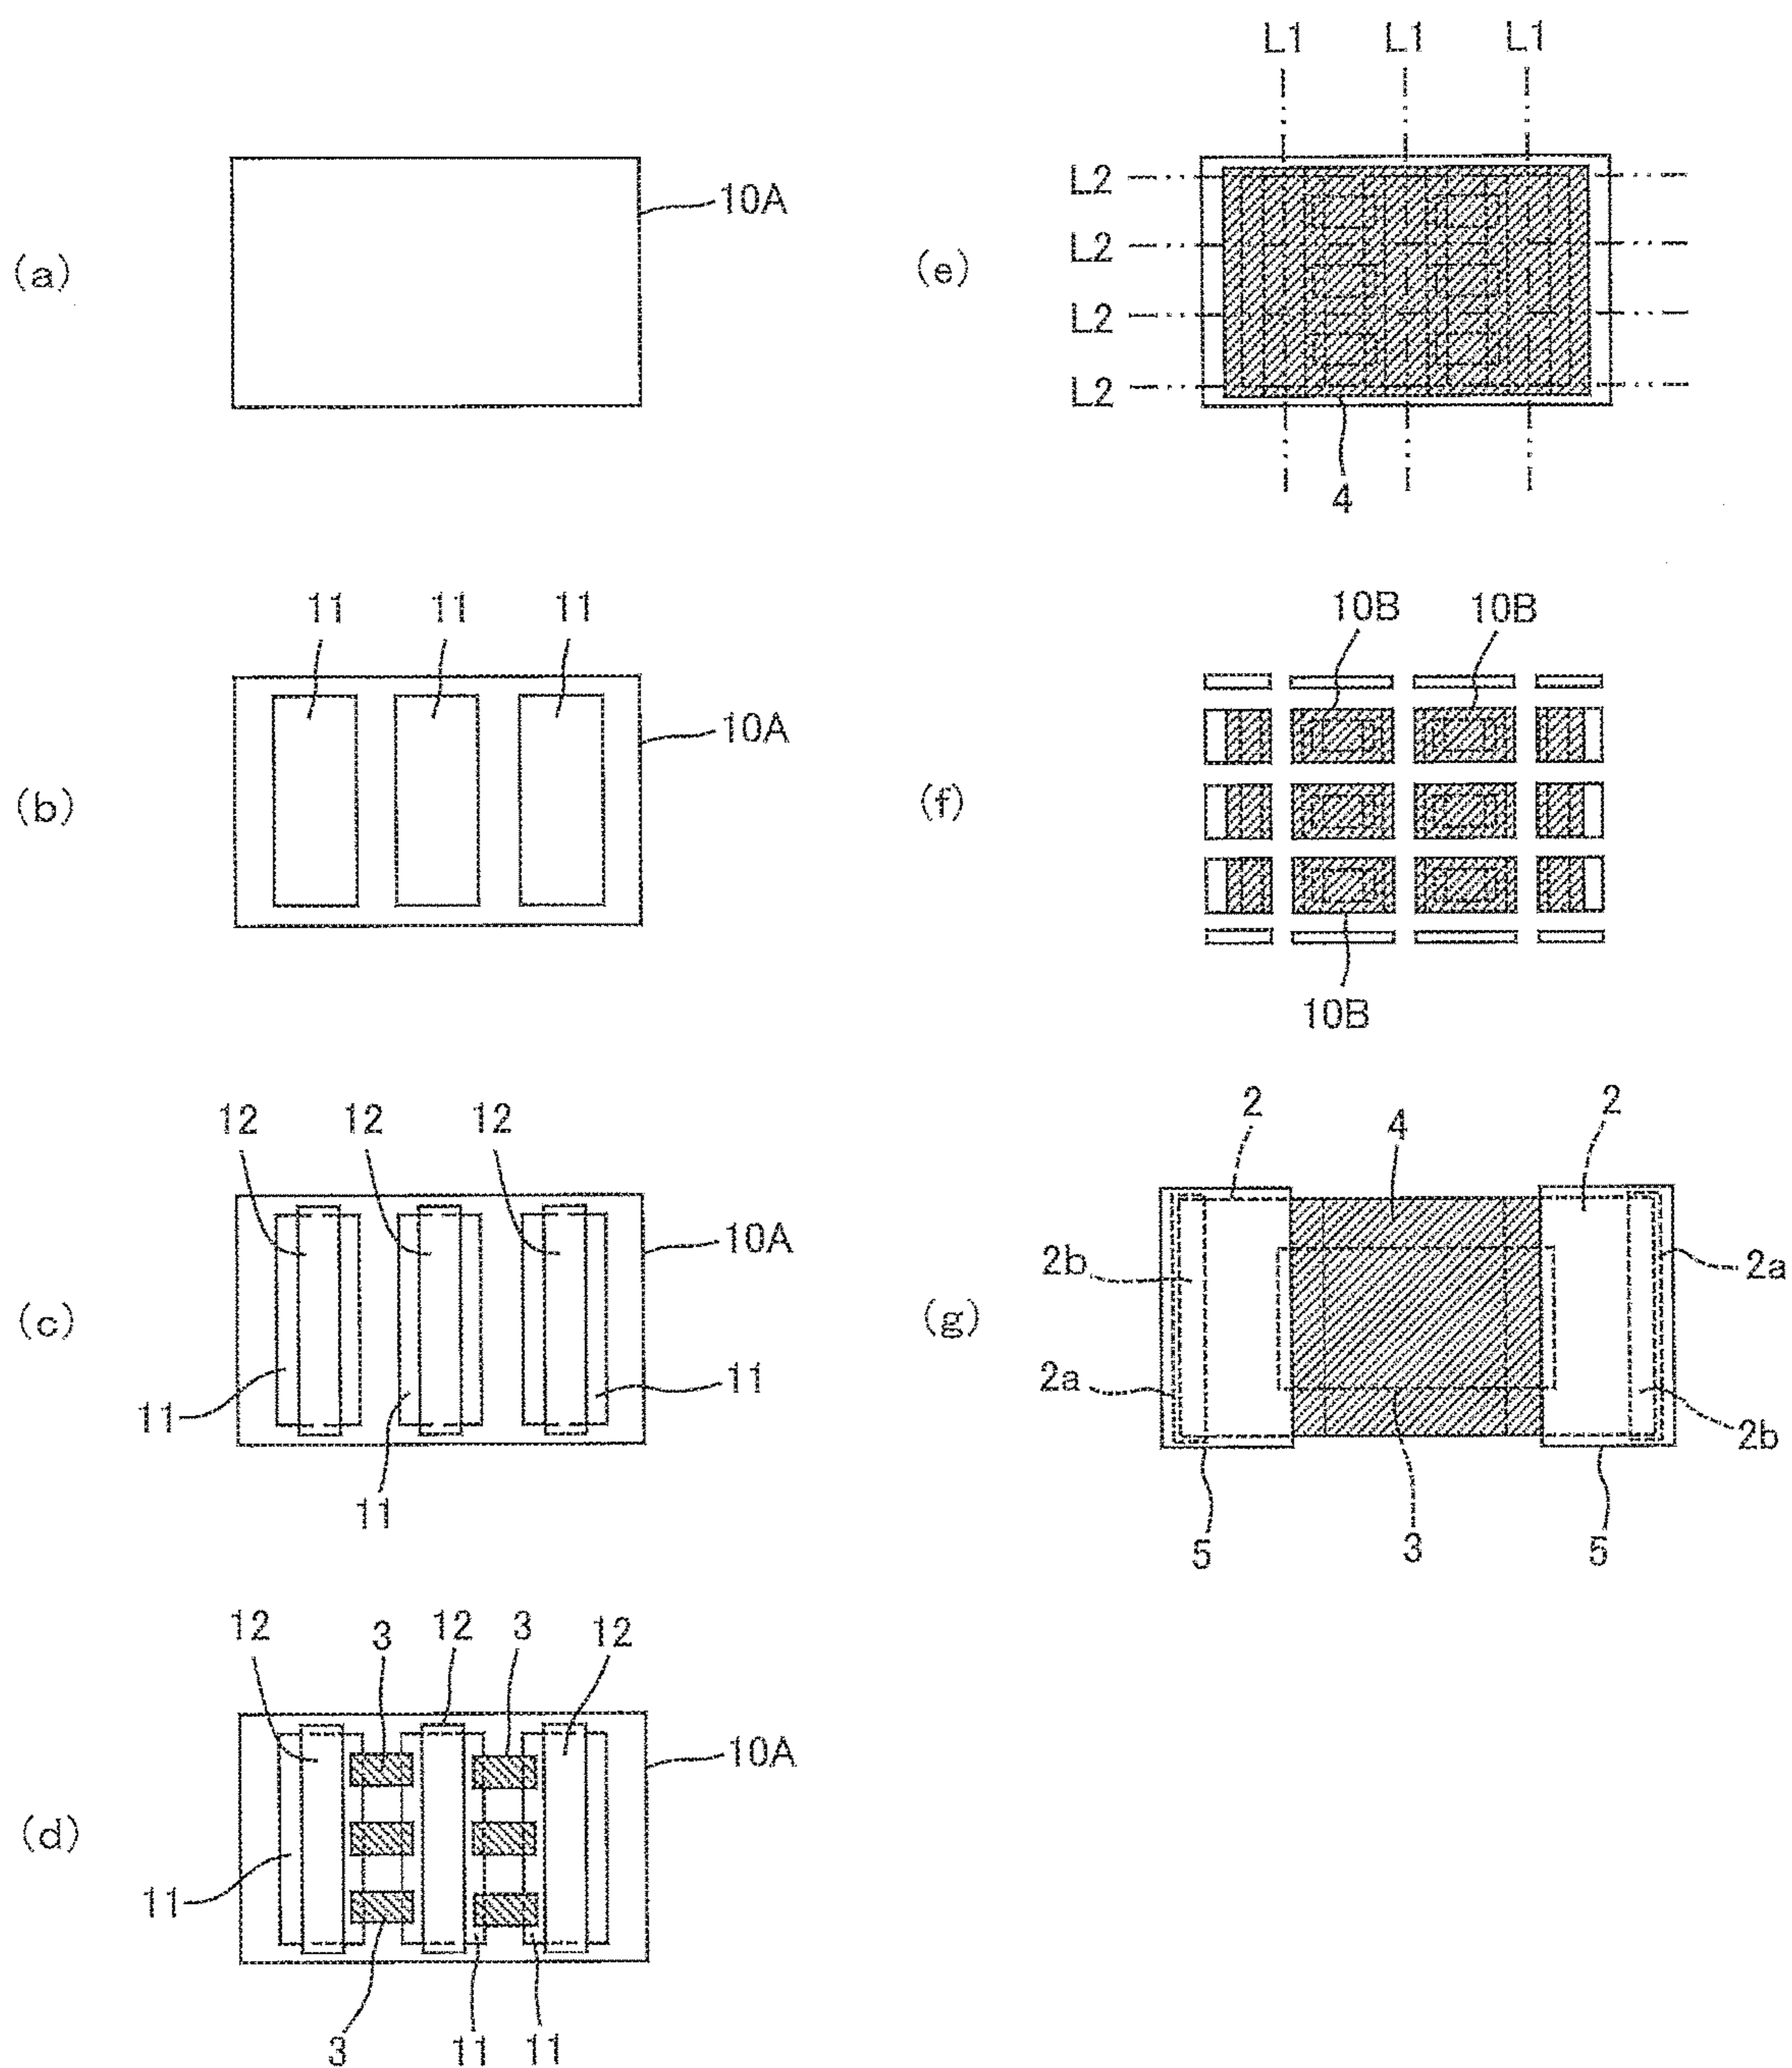 (a)
10A
(b)
11 11 11
10A
(c)
12 12 12
10A
11
11
11
(d)
12 3 12 3 12
10A
11
3 11 11
(e)
L1 L1 L1
L2
L2
L2
L2
4
(f)
10B 10B
10B
(g)
2 4 2
2b 2a
2a 2b
5 3 5